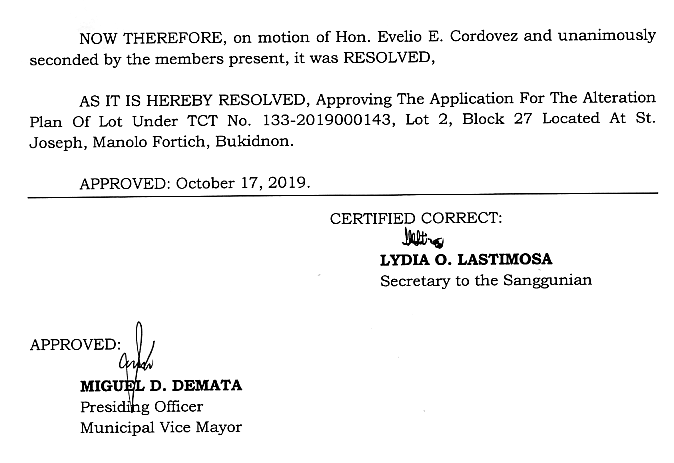 NOW THEREFORE, on motion of Hon. Evelio E. Cordovez and unanimously
seconded by the members present, it was RESOLVED,
AS IT IS HEREBY RESOLVED, Approving The Application For The Alteration
Plan Of Lot Under TCT No. 133-2019000143, Lot 2, Block 27 Located At St.
Joseph, Manolo Fortich, Bukidnon.
APPROVED: October 17, 2019.
CERTIFIED CORRECT:
LYDIA O. LASTIMOSA
Secretary to the Sanggunian
APPROVED:
MIGUEL D. DEMATA
Presiding Officer
Municipal Vice Mayor